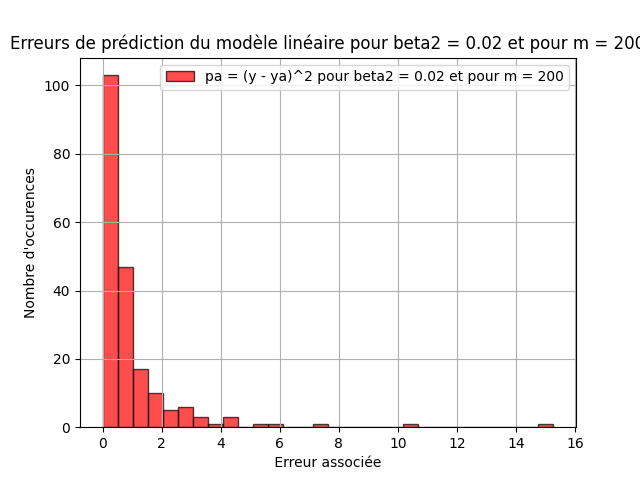 Erreurs de prédiction du modèle linéaire pour beta2 = 0.02 et pour m = 200
pa = (y - ya)^2 pour beta2 = 0.02 et pour m = 200
100
80
60
40
20
0
Nombre d'occurences
0 2 4 6 8 10 12 14 16
Erreur associée